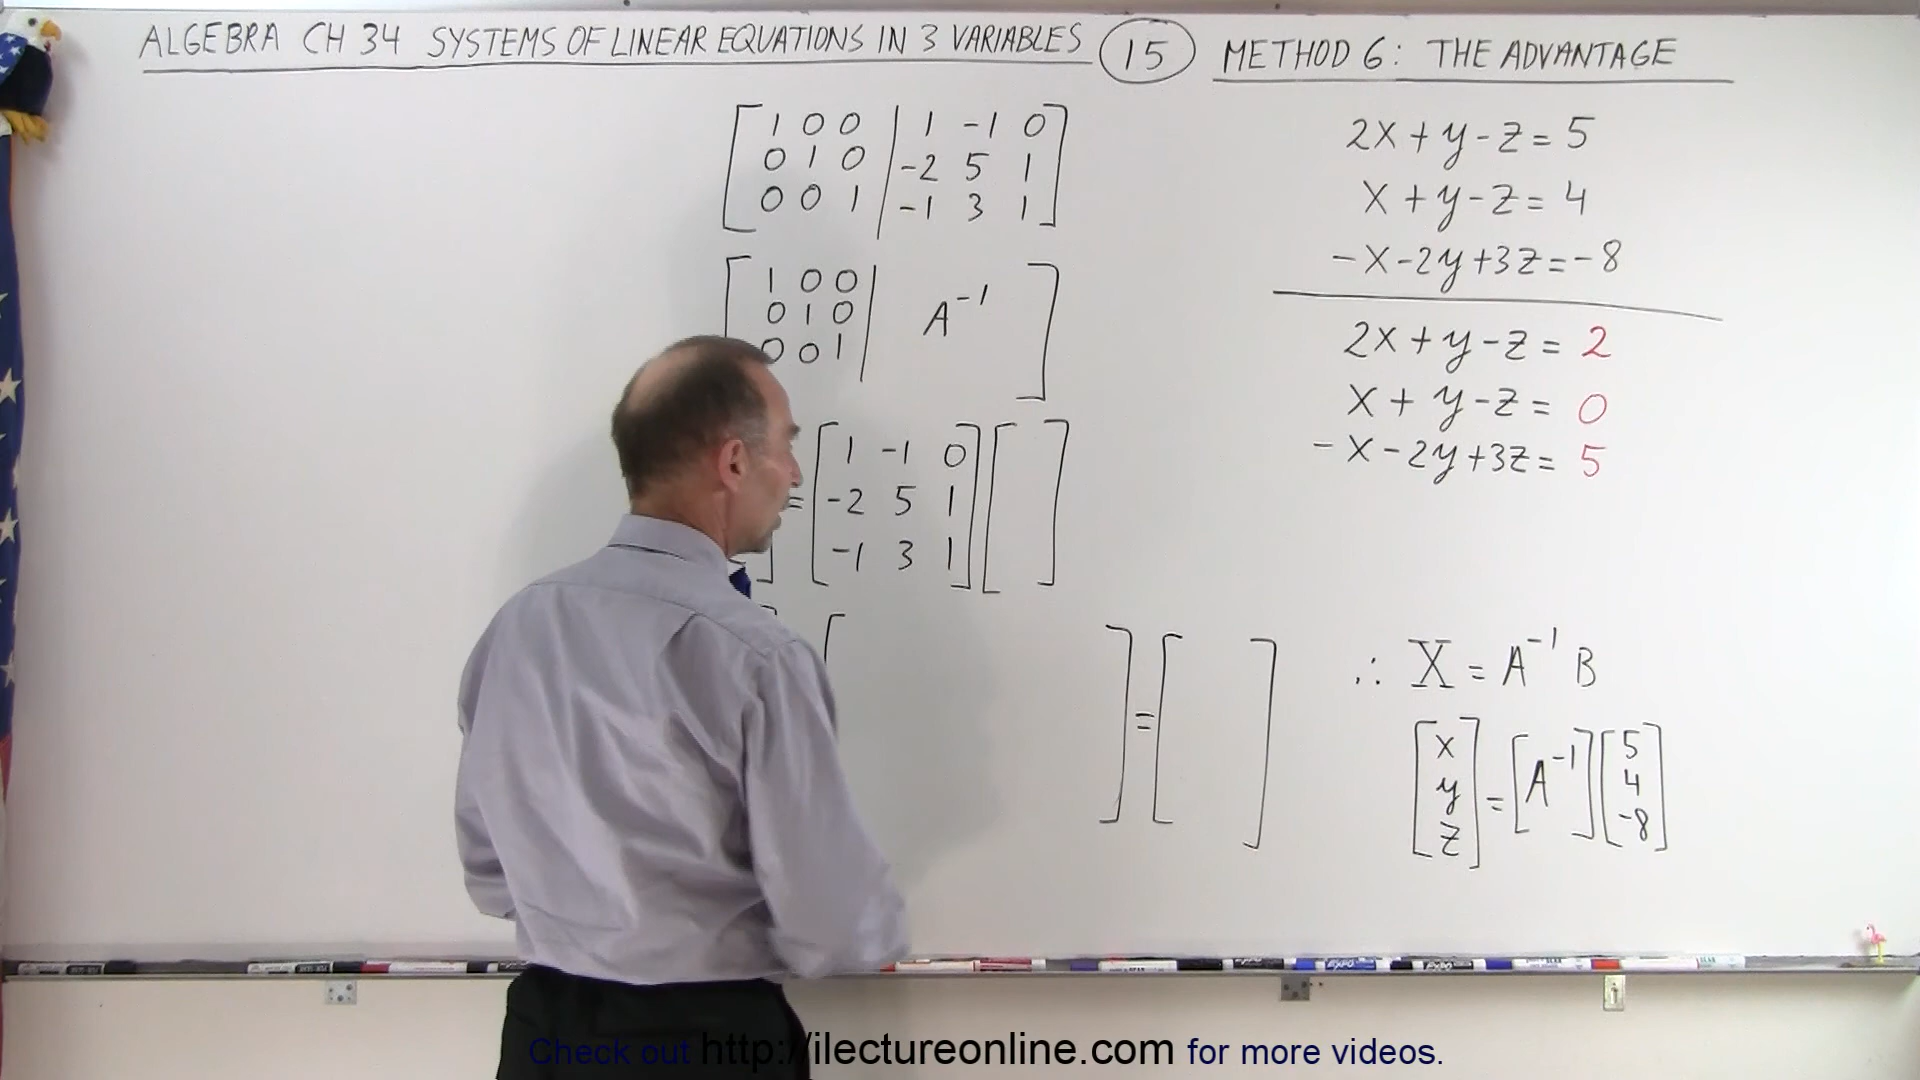 ALGEBRA CH 34 SYSTEMS OF LINEAR EQUATIONS IN 3 VARIABLES 15 METHOD 6: THE ADVANTAGE
1 0 0 | 1 -1 0
0 1 0 | -2 5 1
0 0 1 | -1 3 1
1 0 0 |
0 1 0 | A⁻¹
0 0 1 |
1 -1 0
= -2 5 1
-1 3 1
=
2x + y - z = 5
x + y - z = 4
-x - 2y + 3z = -8
2x + y - z = 2
x + y - z = 0
-x - 2y + 3z = 5
∴ X = A⁻¹ B
x 5
y = A⁻¹ 4
z -8
EXPO
EXPO
Check out http://ilectureonline.com for more videos.